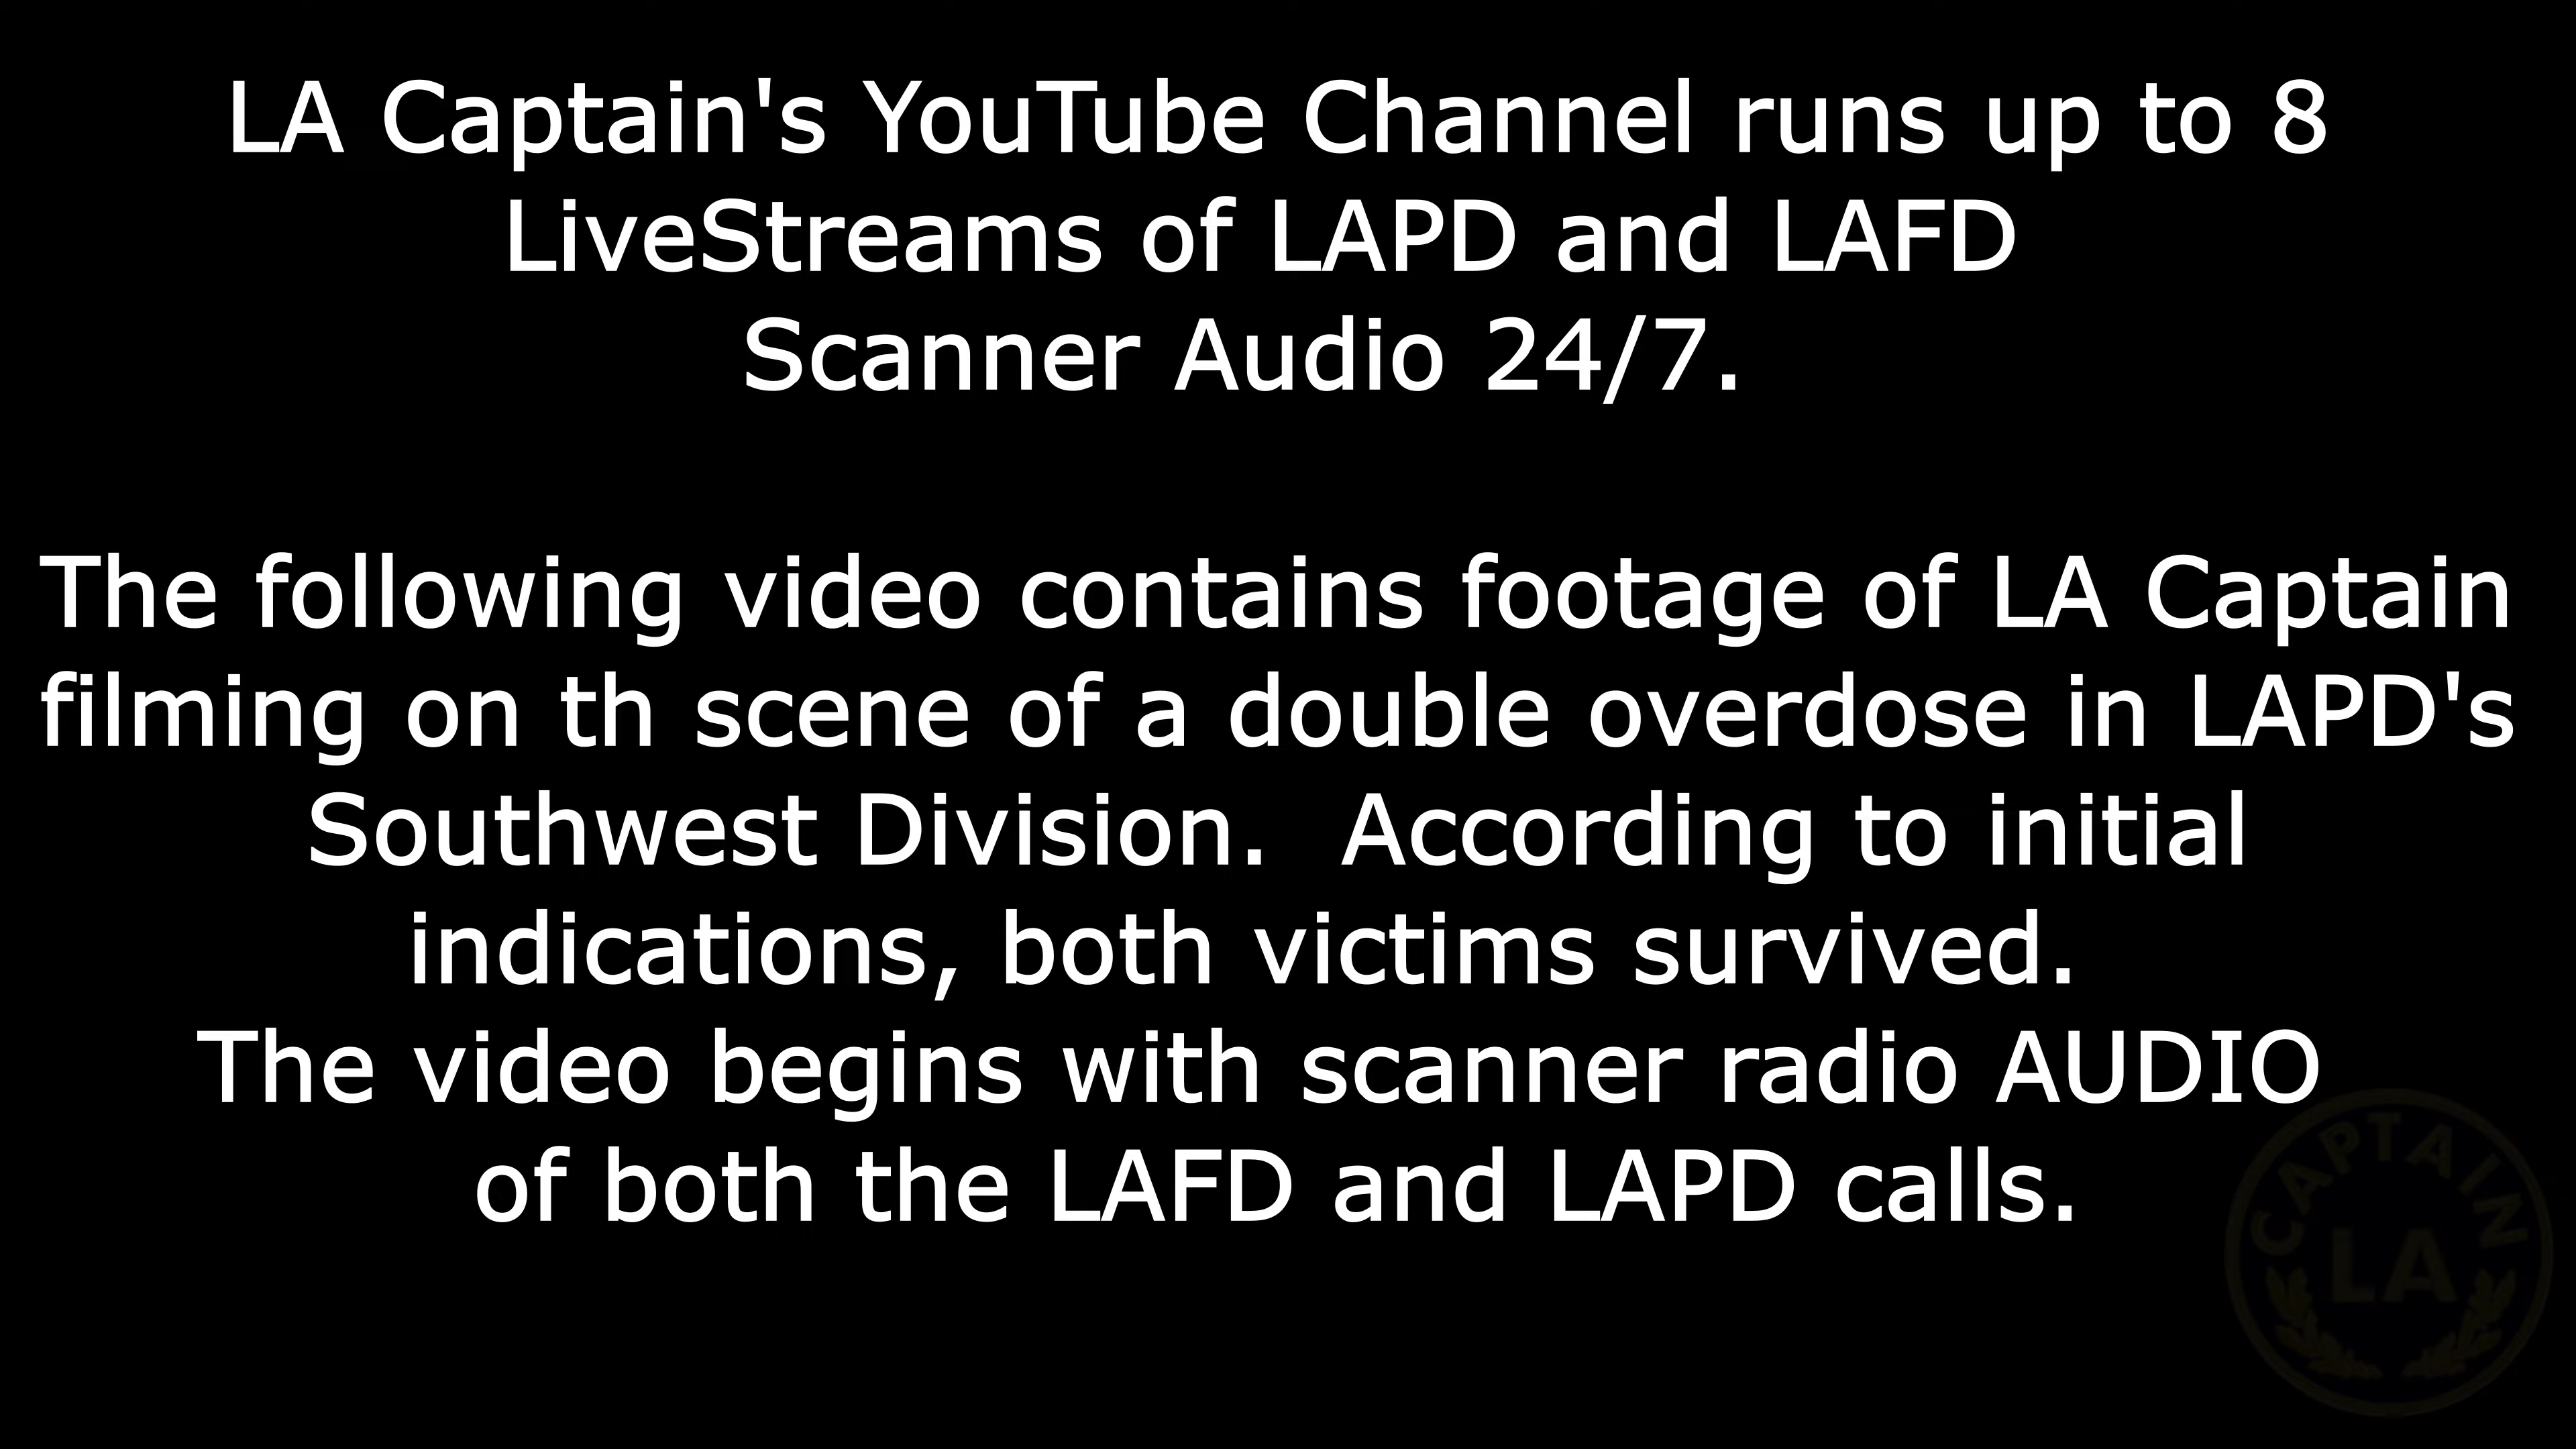 LA Captain's YouTube Channel runs up to 8
LiveStreams of LAPD and LAFD
Scanner Audio 24/7.
The following video contains footage of LA Captain
filming on th scene of a double overdose in LAPD's
Southwest Division.  According to initial
indications, both victims survived.
The video begins with scanner radio AUDIO
of both the LAFD and LAPD calls.
CAPTAIN
LA